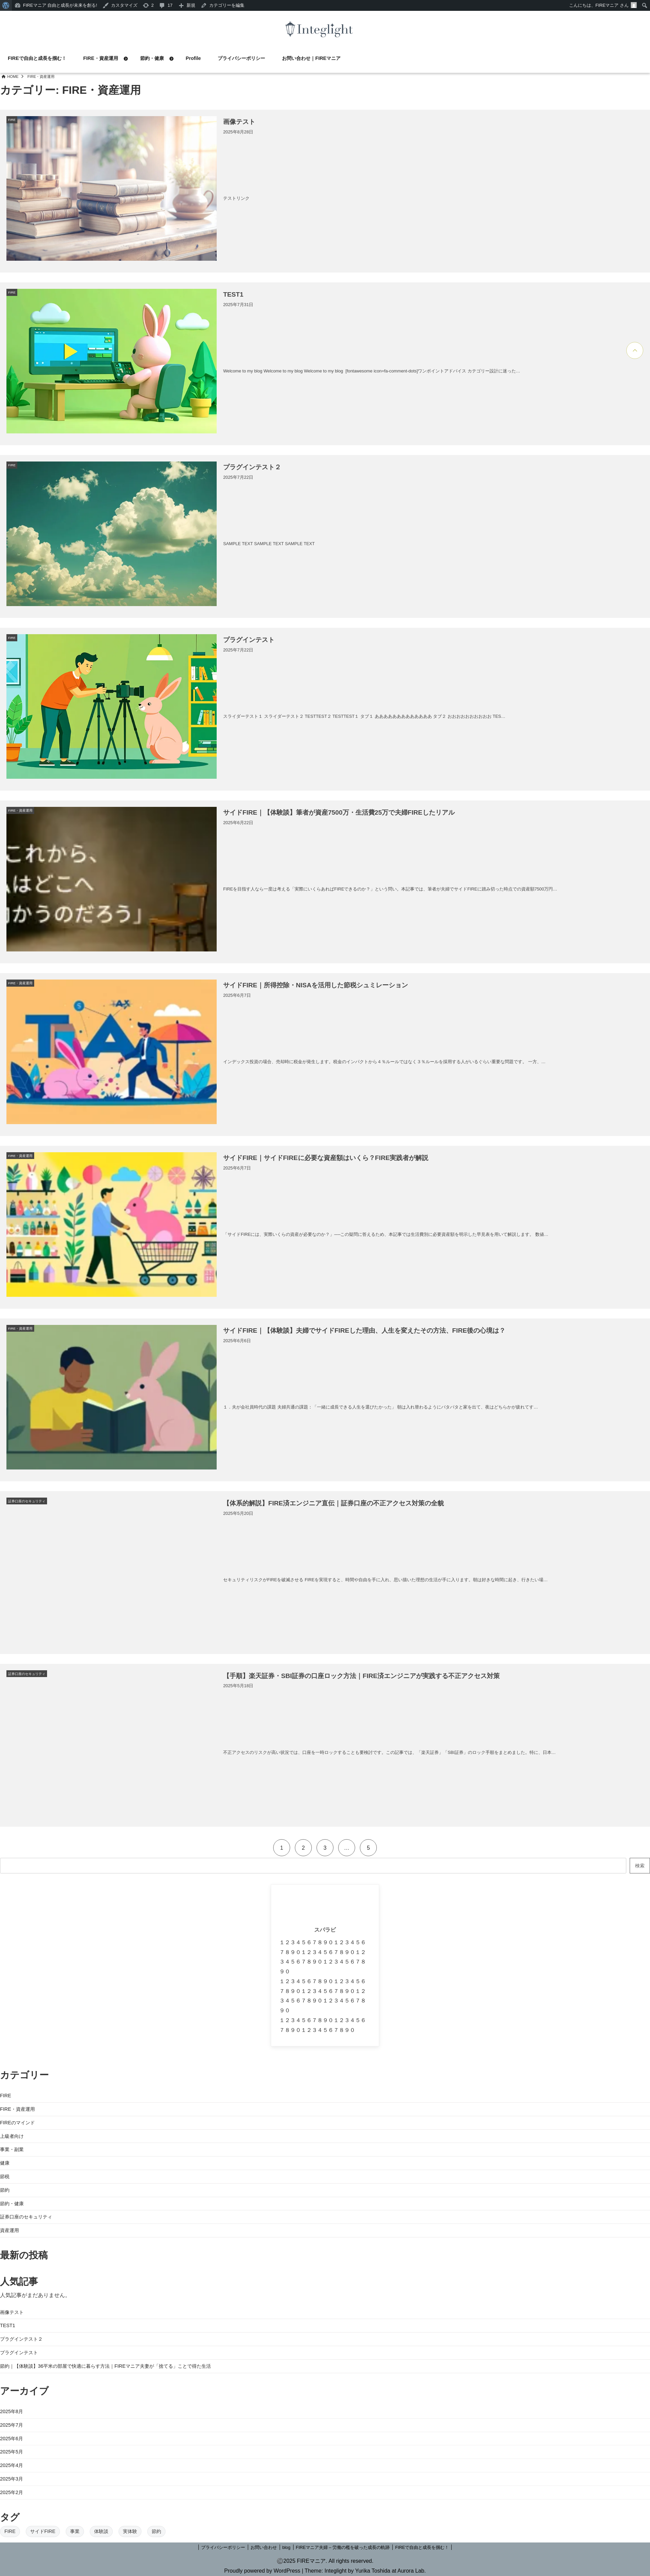 FIREマニア 自由と成長が未来を創る!
カスタマイズ
2
17
新規
カテゴリーを編集
こんにちは、FIREマニア さん
Integlight
FIREで自由と成長を掴む！
FIRE・資産運用
節約・健康
Profile
プライバシーポリシー
お問い合わせ｜FIREマニア
HOME
FIRE・資産運用
カテゴリー: FIRE・資産運用
FIRE
画像テスト
2025年8月28日
テストリンク
FIRE
TEST1
2025年7月31日
Welcome to my blog Welcome to my blog Welcome to my blog [fontawesome icon=fa-comment-dots]ワンポイントアドバイス カテゴリー設計に迷った…
FIRE
プラグインテスト２
2025年7月22日
SAMPLE TEXT SAMPLE TEXT SAMPLE TEXT
FIRE
プラグインテスト
2025年7月22日
スライダーテスト１ スライダーテスト２ TESTTEST２ TESTTEST１ タブ１ あああああああああああああ タブ２ おおおおおおおおおお TES…
FIRE・資産運用
これから、
私はどこへ
向かうのだろう」
サイドFIRE｜【体験談】筆者が資産7500万・生活費25万で夫婦FIREしたリアル
2025年6月22日
FIREを目指す人なら一度は考える「実際にいくらあればFIREできるのか？」という問い。本記事では、筆者が夫婦でサイドFIREに踏み切った時点での資産額7500万円…
FIRE・資産運用
サイドFIRE｜所得控除・NISAを活用した節税シュミレーション
2025年6月7日
インデックス投資の場合、売却時に税金が発生します。税金のインパクトから４％ルールではなく３％ルールを採用する人がいるぐらい重要な問題です。 一方、…
FIRE・資産運用
サイドFIRE｜サイドFIREに必要な資産額はいくら？FIRE実践者が解説
2025年6月7日
「サイドFIREには、実際いくらの資産が必要なのか？」──この疑問に答えるため、本記事では生活費別に必要資産額を明示した早見表を用いて解説します。 数値…
FIRE・資産運用
サイドFIRE｜【体験談】夫婦でサイドFIREした理由、人生を変えたその方法、FIRE後の心境は？
2025年6月6日
１．夫が会社員時代の課題 夫婦共通の課題：「一緒に成長できる人生を選びたかった」 朝は入れ替わるようにバタバタと家を出て、夜はどちらかが疲れてす…
証券口座のセキュリティ
【体系的解説】FIRE済エンジニア直伝｜証券口座の不正アクセス対策の全貌
2025年5月20日
セキュリティリスクがFIREを破滅させる FIREを実現すると、時間や自由を手に入れ、思い描いた理想の生活が手に入ります。朝は好きな時間に起き、行きたい場…
証券口座のセキュリティ
【手順】楽天証券・SBI証券の口座ロック方法｜FIRE済エンジニアが実践する不正アクセス対策
2025年5月18日
不正アクセスのリスクが高い状況では、口座を一時ロックすることも要検討です。この記事では、「楽天証券」「SBI証券」のロック手順をまとめました。特に、日本…
1
2
3
…
5
検索
スパラビ
１２３４５６７８９０１２３４５６
７８９０１２３４５６７８９０１２
３４５６７８９０１２３４５６７８
９０
１２３４５６７８９０１２３４５６
７８９０１２３４５６７８９０１２
３４５６７８９０１２３４５６７８
９０
１２３４５６７８９０１２３４５６
７８９０１２３４５６７８９０
カテゴリー
FIRE
FIRE・資産運用
FIREのマインド
上級者向け
事業・副業
健康
節税
節約
節約・健康
証券口座のセキュリティ
資産運用
最新の投稿
人気記事
人気記事がまだありません。
画像テスト
TEST1
プラグインテスト２
プラグインテスト
節約｜【体験談】36平米の部屋で快適に暮らす方法｜FIREマニア夫妻が「捨てる」ことで得た生活
アーカイブ
2025年8月
2025年7月
2025年6月
2025年5月
2025年4月
2025年3月
2025年2月
タグ
FIRE
サイドFIRE
事業
体験談
実体験
節約
プライバシーポリシー
お問い合わせ
blog
FIREマニア夫婦 – 労働の檻を破った成長の軌跡
FIREで自由と成長を掴む！
©2025 FIREマニア. All rights reserved.
Proudly powered by WordPress | Theme: Integlight by Yurika Toshida at Aurora Lab.